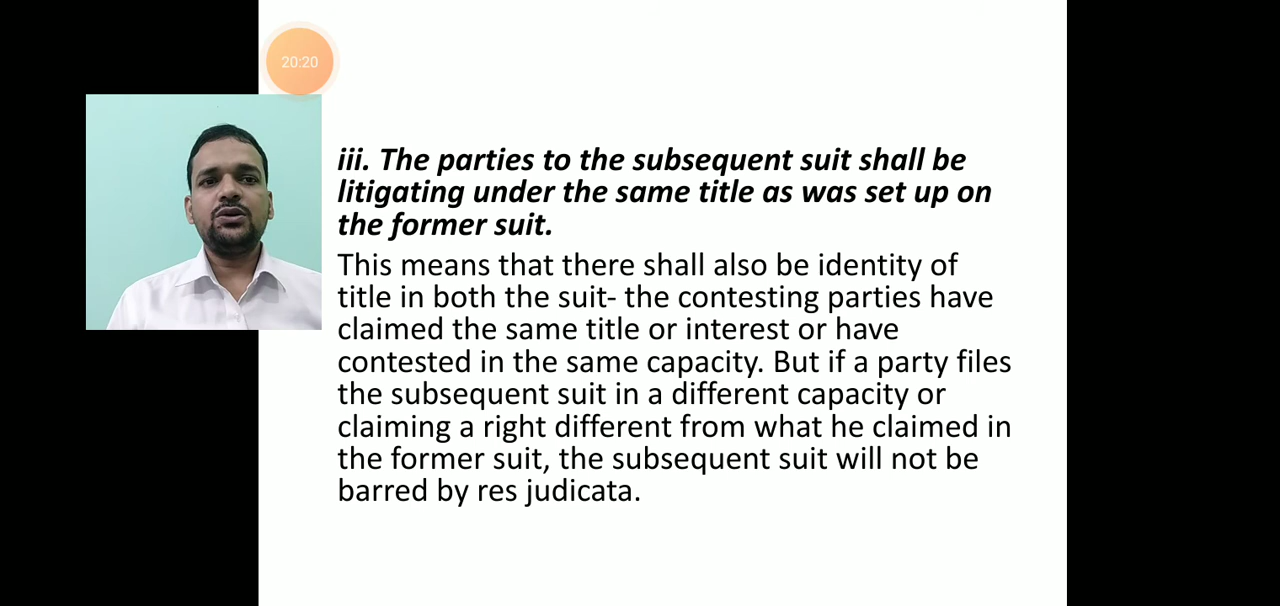 20:20
iii. The parties to the subsequent suit shall be
litigating under the same title as was set up on
the former suit.
This means that there shall also be identity of
title in both the suit- the contesting parties have
claimed the same title or interest or have
contested in the same capacity. But if a party files
the subsequent suit in a different capacity or
claiming a right different from what he claimed in
the former suit, the subsequent suit will not be
barred by res judicata.